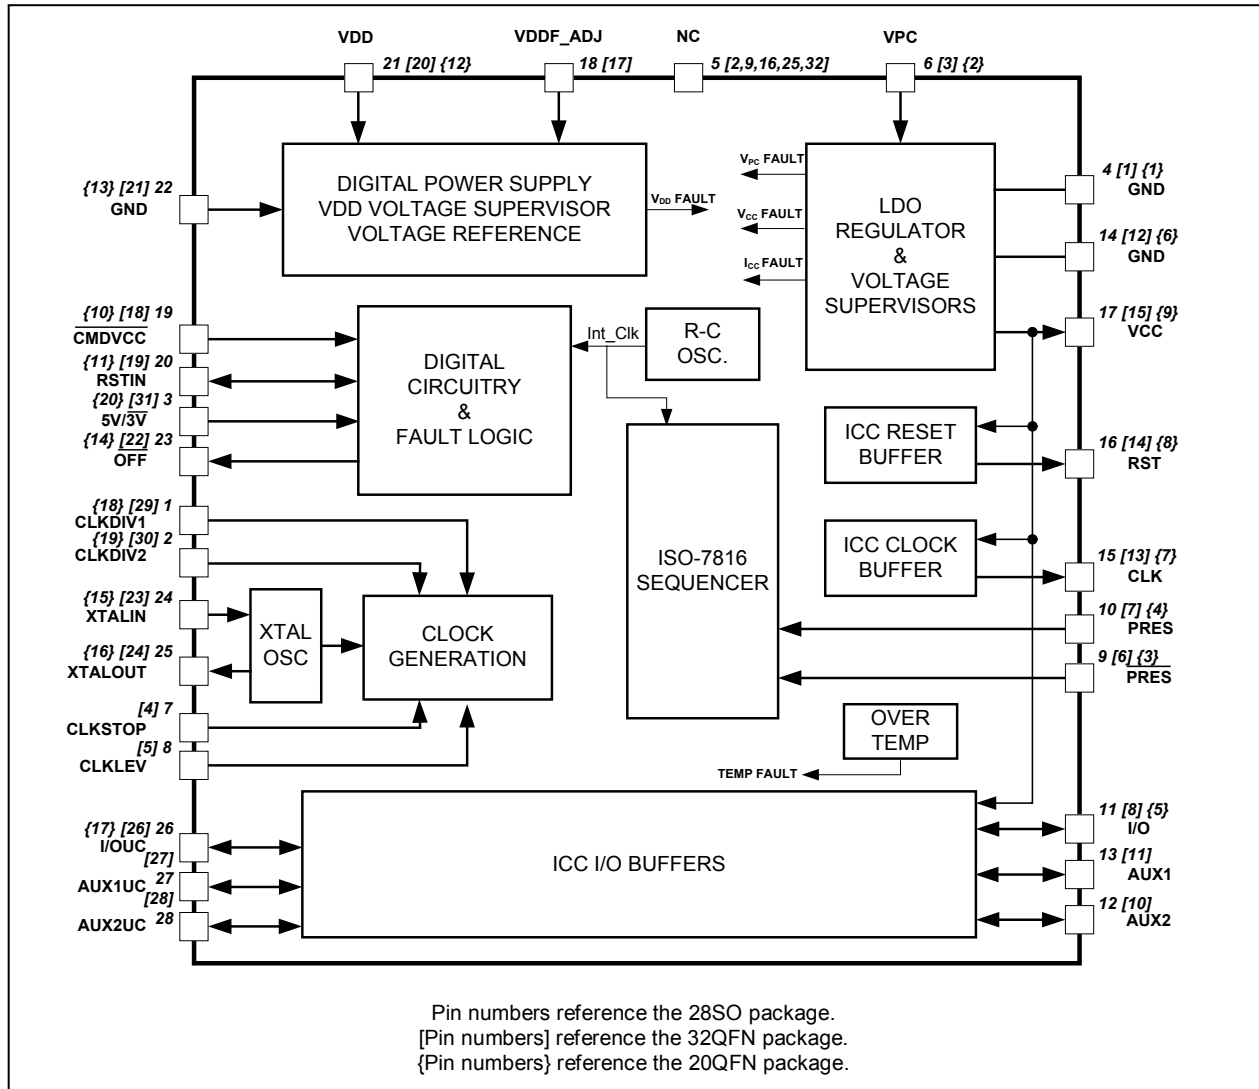 VDD
21 [20] {12}
VDDF_ADJ
18 [17]
NC
5 [2,9,16,25,32]
VPC
6 [3] {2}
{13} [21] 22
GND
DIGITAL POWER SUPPLY
VDD VOLTAGE SUPERVISOR
VOLTAGE REFERENCE
VDD FAULT
VPC FAULT
VCC FAULT
ICC FAULT
LDO
REGULATOR
&
VOLTAGE
SUPERVISORS
4 [1] {1}
GND
14 [12] {6}
GND
17 [15] {9}
VCC
{10} [18] 19
CMDVCC
{11} [19] 20
RSTIN
{20} [31] 3
5V/3V
{14} [22] 23
OFF
DIGITAL
CIRCUITRY
&
FAULT LOGIC
Int_Clk
R-C
OSC.
ICC RESET
BUFFER
16 [14] {8}
RST
{18} [29] 1
CLKDIV1
{19} [30] 2
CLKDIV2
{15} [23] 24
XTALIN
{16} [24] 25
XTALOUT
[4] 7
CLKSTOP
[5] 8
CLKLEV
XTAL
OSC
CLOCK
GENERATION
ISO-7816
SEQUENCER
ICC CLOCK
BUFFER
15 [13] {7}
CLK
10 [7] {4}
PRES
9 [6] {3}
PRES
OVER
TEMP
TEMP FAULT
{17} [26] 26
I/OUC
[27]
AUX1UC 27
[28]
AUX2UC 28
ICC I/O BUFFERS
11 [8] {5}
I/O
13 [11]
AUX1
12 [10]
AUX2
Pin numbers reference the 28SO package.
[Pin numbers] reference the 32QFN package.
{Pin numbers} reference the 20QFN package.